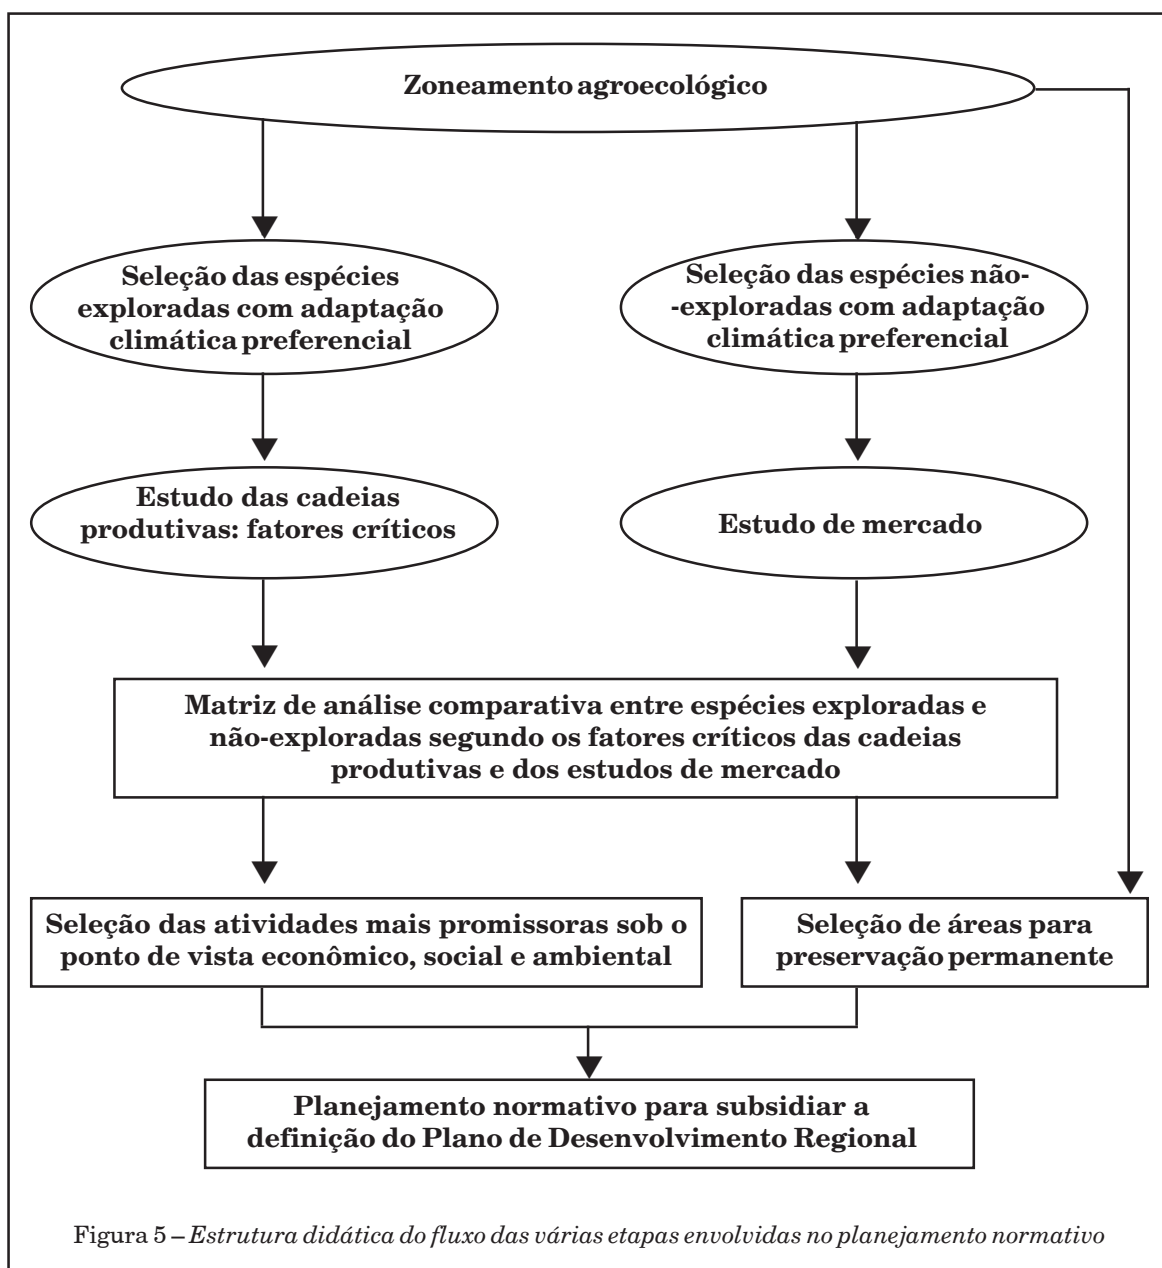 Zoneamento agroecológico
Seleção das espécies
exploradas com adaptação
climática preferencial
Seleção das espécies não-
-exploradas com adaptação
climática preferencial
Estudo das cadeias
produtivas: fatores críticos
Estudo de mercado
Matriz de análise comparativa entre espécies exploradas e
não-exploradas segundo os fatores críticos das cadeias
produtivas e dos estudos de mercado
Seleção das atividades mais promissoras sob o
ponto de vista econômico, social e ambiental
Seleção de áreas para
preservação permanente
Planejamento normativo para subsidiar a
definição do Plano de Desenvolvimento Regional
Figura 5 – Estrutura didática do fluxo das várias etapas envolvidas no planejamento normativo